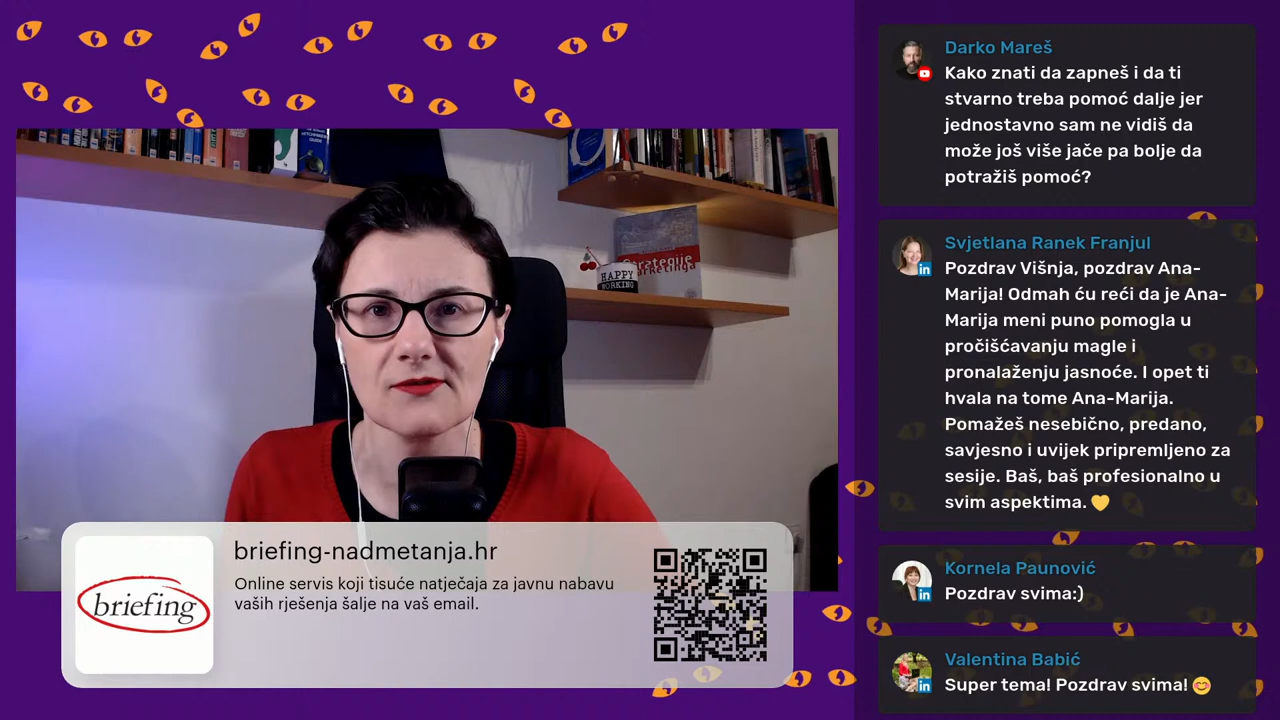 Strategije
marketinga
HAPPY
WORKING
briefing
briefing-nadmetanja.hr
Online servis koji tisuće natječaja za javnu nabavu
vaših rješenja šalje na vaš email.
Darko Mareš
Kako znati da zapneš i da ti
stvarno treba pomoć dalje jer
jednostavno sam ne vidiš da
može još više jače pa bolje da
potražiš pomoć?
Svjetlana Ranek Franjul
Pozdrav Višnja, pozdrav Ana-
Marija! Odmah ću reći da je Ana-
Marija meni puno pomogla u
pročišćavanju magle i
pronalaženju jasnoće. I opet ti
hvala na tome Ana-Marija.
Pomažeš nesebično, predano,
savjesno i uvijek pripremljeno za
sesije. Baš, baš profesionalno u
svim aspektima. 💛
Kornela Paunović
Pozdrav svima:)
Valentina Babić
Super tema! Pozdrav svima! 😊